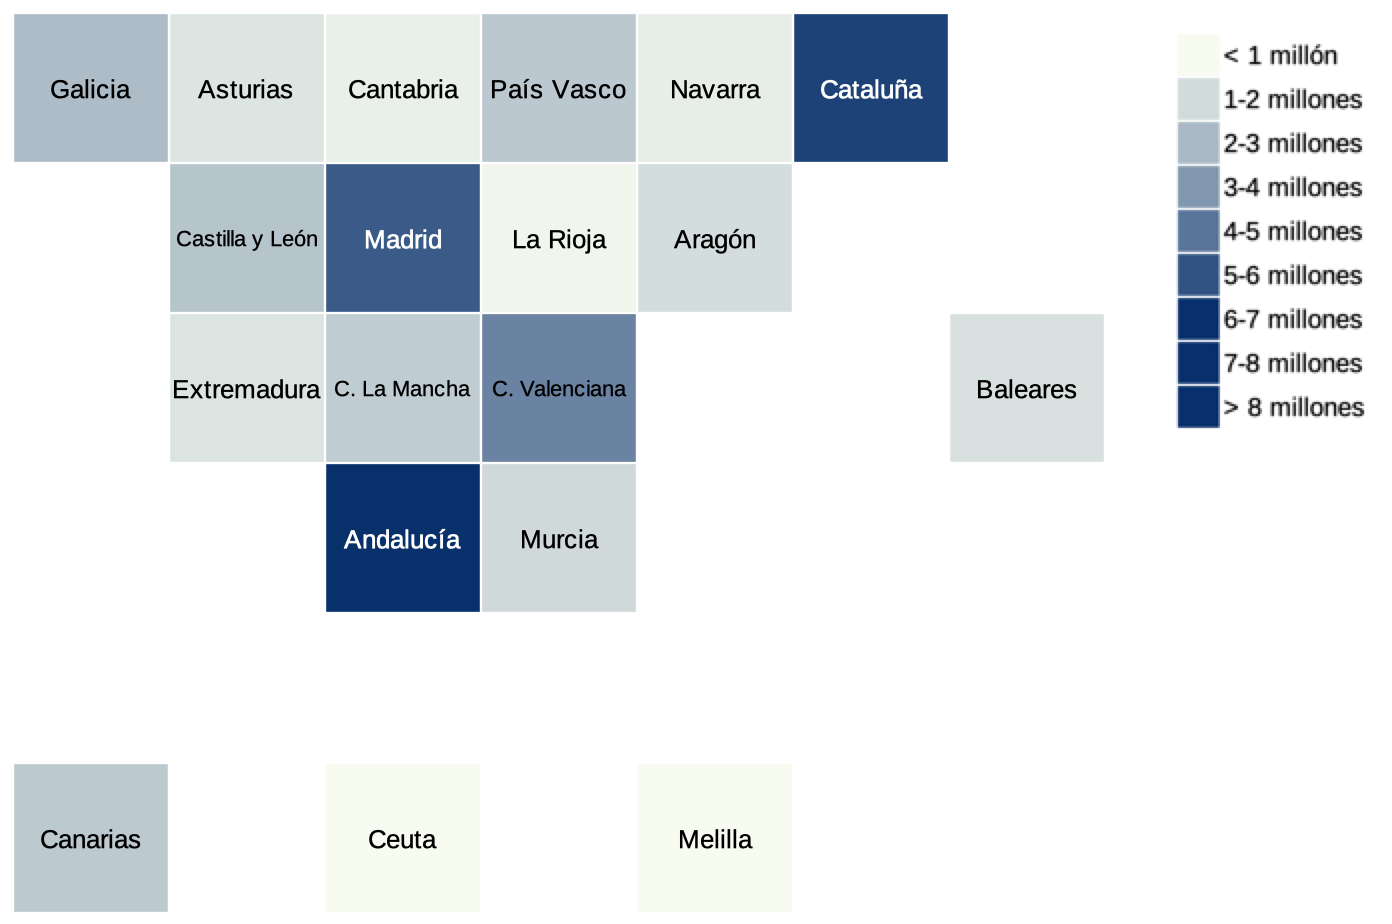 Galicia
Asturias
Cantabria
País Vasco
Navarra
Cataluña
Castilla y León
Madrid
La Rioja
Aragón
Extremadura
C. La Mancha
C. Valenciana
Baleares
Andalucía
Murcia
Canarias
Ceuta
Melilla
< 1 millón
1-2 millones
2-3 millones
3-4 millones
4-5 millones
5-6 millones
6-7 millones
7-8 millones
> 8 millones